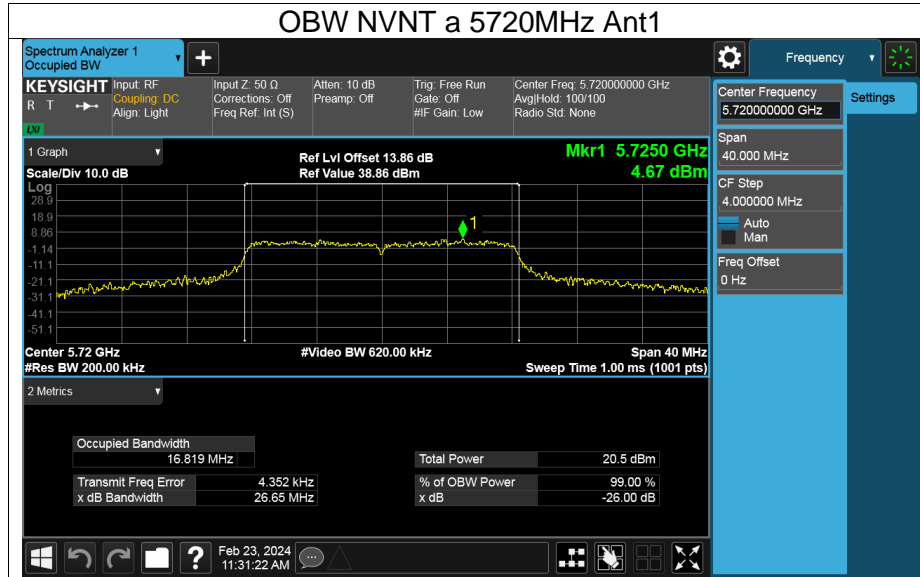 OBW NVNT a 5720MHz Ant1
Spectrum Analyzer 1
Occupied BW
Frequency
KEYSIGHT
R T
LXI
Input: RF
Coupling: DC
Align: Light
Input Z: 50 Ω
Corrections: Off
Freq Ref: Int (S)
Atten: 10 dB
Preamp: Off
Trig: Free Run
Gate: Off
#IF Gain: Low
Center Freq: 5.720000000 GHz
Avg|Hold: 100/100
Radio Std: None
Center Frequency
5.720000000 GHz
Settings
Span
40.000 MHz
CF Step
4.000000 MHz
Auto
Man
Freq Offset
0 Hz
1 Graph
Ref Lvl Offset 13.86 dB
Mkr1 5.7250 GHz
Scale/Div 10.0 dB
Ref Value 38.86 dBm
4.67 dBm
Log
28.9
18.9
8.86
-1.14
-11.1
-21.1
-31.1
-41.1
-51.1
1
Center 5.72 GHz
#Video BW 620.00 kHz
Span 40 MHz
#Res BW 200.00 kHz
Sweep Time 1.00 ms (1001 pts)
2 Metrics
Occupied Bandwidth
16.819 MHz
Total Power 20.5 dBm
Transmit Freq Error 4.352 kHz
% of OBW Power 99.00 %
x dB Bandwidth 26.65 MHz
x dB -26.00 dB
?
Feb 23, 2024
11:31:22 AM